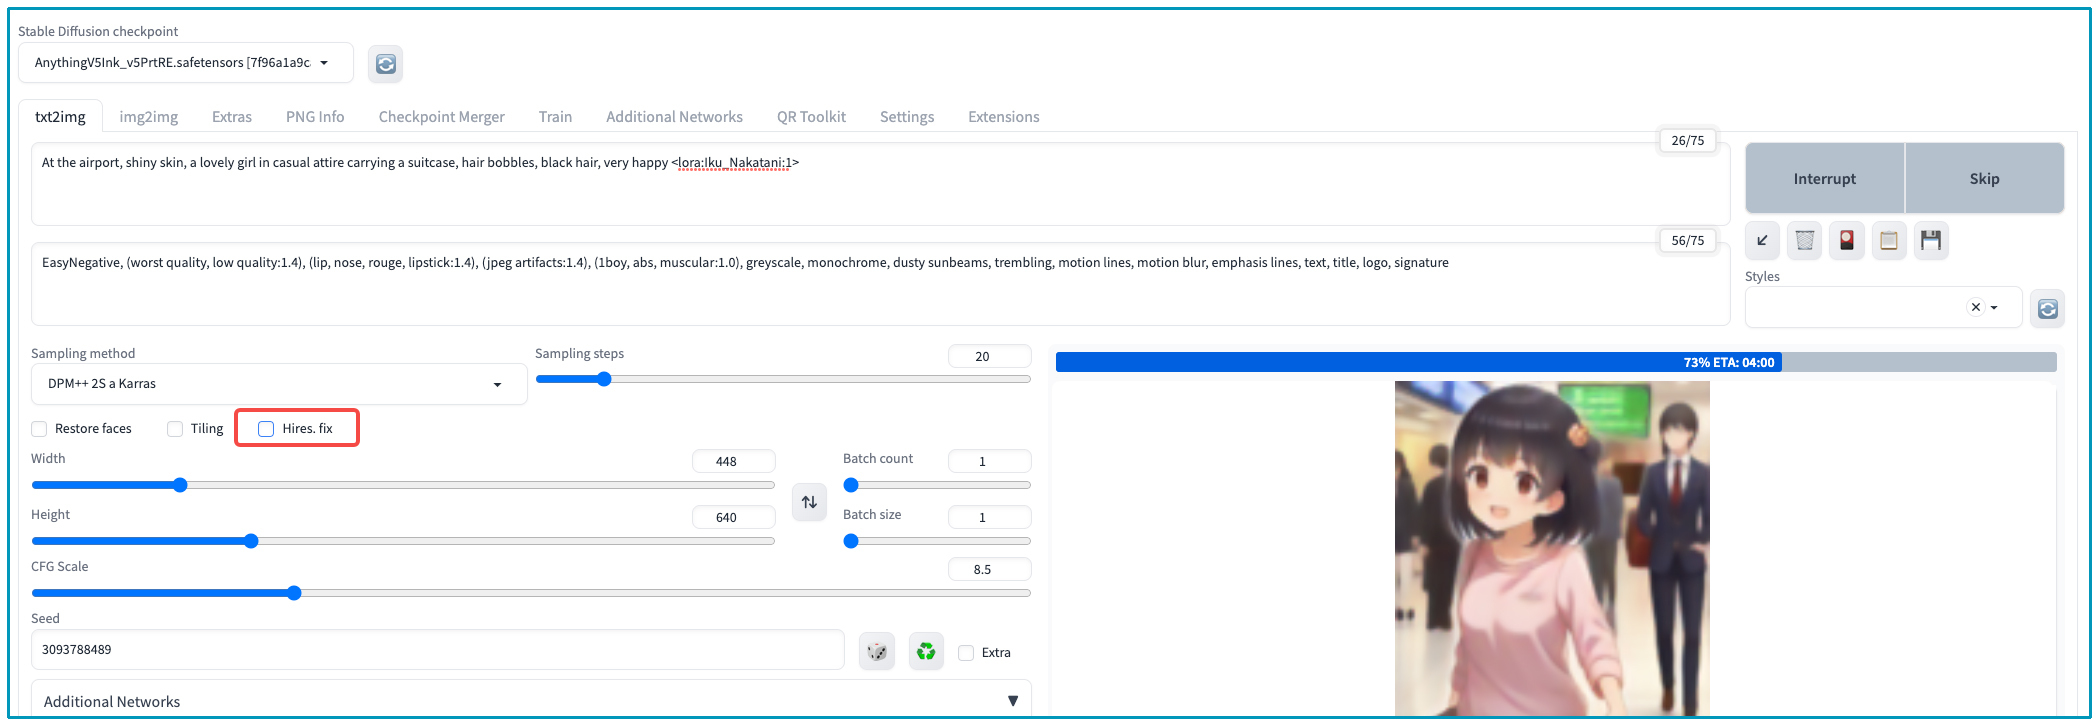 Stable Diffusion checkpoint
AnythingV5Ink_v5PrtRE.safetensors [7f96a1a9c
txt2img img2img Extras PNG Info Checkpoint Merger Train Additional Networks QR Toolkit Settings Extensions
26/75
At the airport, shiny skin, a lovely girl in casual attire carrying a suitcase, hair bobbles, black hair, very happy <lora:Iku_Nakatani:1>
Interrupt Skip
56/75
EasyNegative, (worst quality, low quality:1.4), (lip, nose, rouge, lipstick:1.4), (jpeg artifacts:1.4), (1boy, abs, muscular:1.0), greyscale, monochrome, dusty sunbeams, trembling, motion lines, motion blur, emphasis lines, text, title, logo, signature
Styles
Sampling method
DPM++ 2S a Karras
Sampling steps 20
73% ETA: 04:00
Restore faces Tiling Hires. fix
Width 448
Batch count 1
Height 640
Batch size 1
CFG Scale 8.5
Seed
3093788489
Extra
Additional Networks